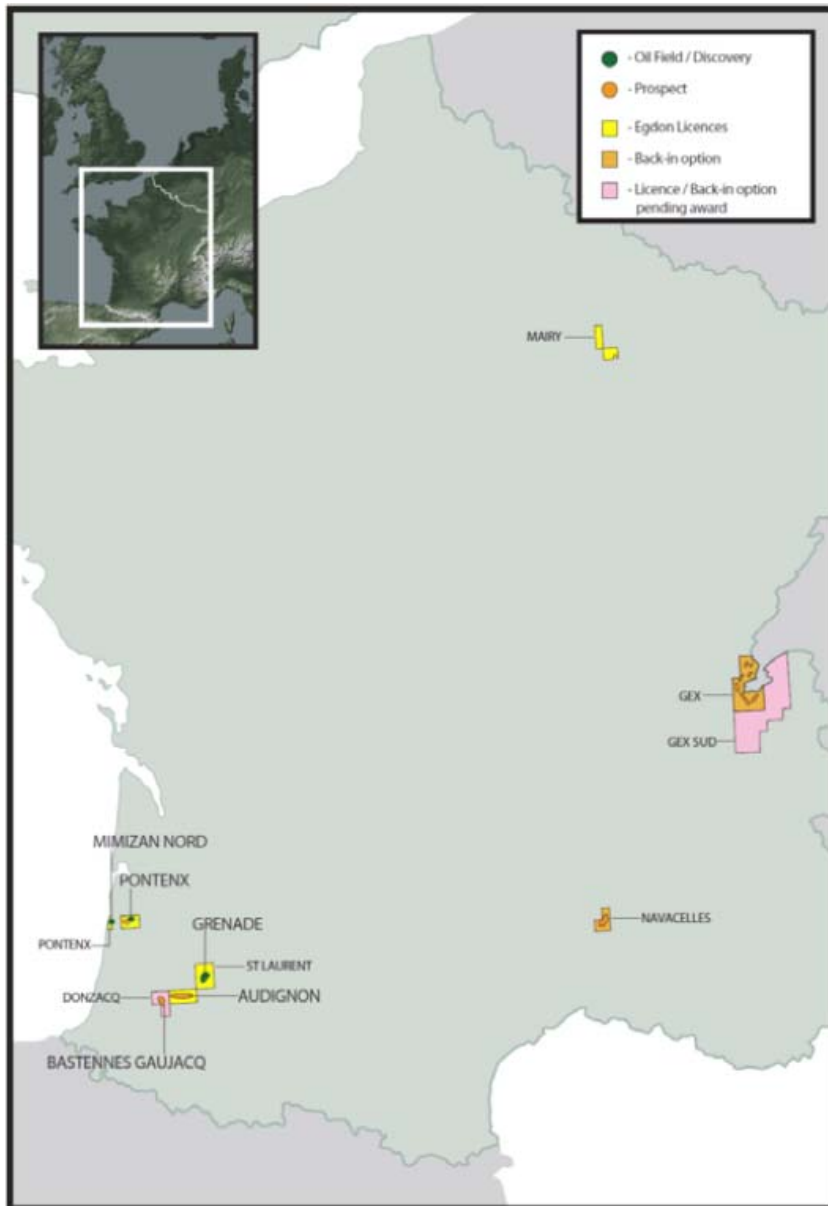 - Oil Field / Discovery
- Prospect
- Egdon Licences
- Back-in option
- Licence / Back-in option
pending award
MAIRY
GEX
GEX SUD
MIMIZAN NORD
PONTENX
GRENADE
NAVACELLES
PONTENX
ST LAURENT
DONZACQ
AUDIGNON
BASTENNES GAUJACQ